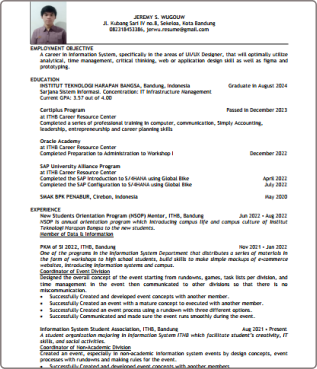 JEREMY S. WUGOUW
Jl. Kubang Sari IV no.8, Sekeloa, Kota Bandung
082318453386, jerwu.resume@gmail.com
EMPLOYMENT OBJECTIVE
A career in Information System, specifically in the areas of UI/UX Designer, that will optimally utilize
analytical, time management, critical thinking, web or application design skill as well as figma and
prototyping.
EDUCATION
INSTITUT TEKNOLOGI HARAPAN BANGSA, Bandung, Indonesia Graduate in August 2024
Sarjana Sistem Informasi. Concentration: IT Infrastructure Management
Current GPA: 3.57 out of 4.00
Certiplus Program Passed in December 2023
at ITHB Career Resource Center
Completed a series of professional training in computer, communication, Simply Accounting,
leadership, entrepreneurship and career planning skills
Oracle Academy
at ITHB Career Resource Center
Completed Preparation to Administration to Workshop I December 2022
SAP University Alliance Program
at ITHB Career Resource Center
Completed the SAP Introduction to S/4HANA using Global Bike April 2022
Completed the SAP Configuration to S/4HANA using Global Bike July 2023
SMAK BPK PENABUR, Cirebon, Indonesia May 2020
EXPERIENCE
New Students Orientation Program (NSOP) Mentor, ITHB, Bandung Jun 2022 - Aug 2022
NSOP is annual orientation program which introducing campus life and campus culture of Institut
Teknologi Harapan Bangsa to the new students.
Member of Data & Information
PKM of SI 2022, ITHB, Bandung Nov 2021 - Jan 2022
One of the programs in the Information System Department that distributes a series of materials in
the form of workshops to high school students, build skills to make simple mockups of e-commerce
websites, introducing information systems and campus.
Coordinator of Event Division
Designed the overall concept of the event starting from rundowns, games, task lists per division, and
time management in the event then communicated to other divisions so that there is no
miscommunication.
• Successfully Created and developed event concepts with another member.
• Successfully Created an event with a mature concept to executed with another member.
• Successfully Created an event process using a rundown with three different options.
• Successfully Communicated and made sure the event runs smoothly during the event.
Information System Student Association, ITHB, Bandung Aug 2021 - Present
A student organization majoring in Information System ITHB which facilitate student's creativity, IT
skills, and social activities.
Coordinator of Non-Academic Division
Created an event, especially in non-academic information system events by design concepts, event
processes with rundowns and making rules for the event.
• Successfully Created and developed event concepts with another member.